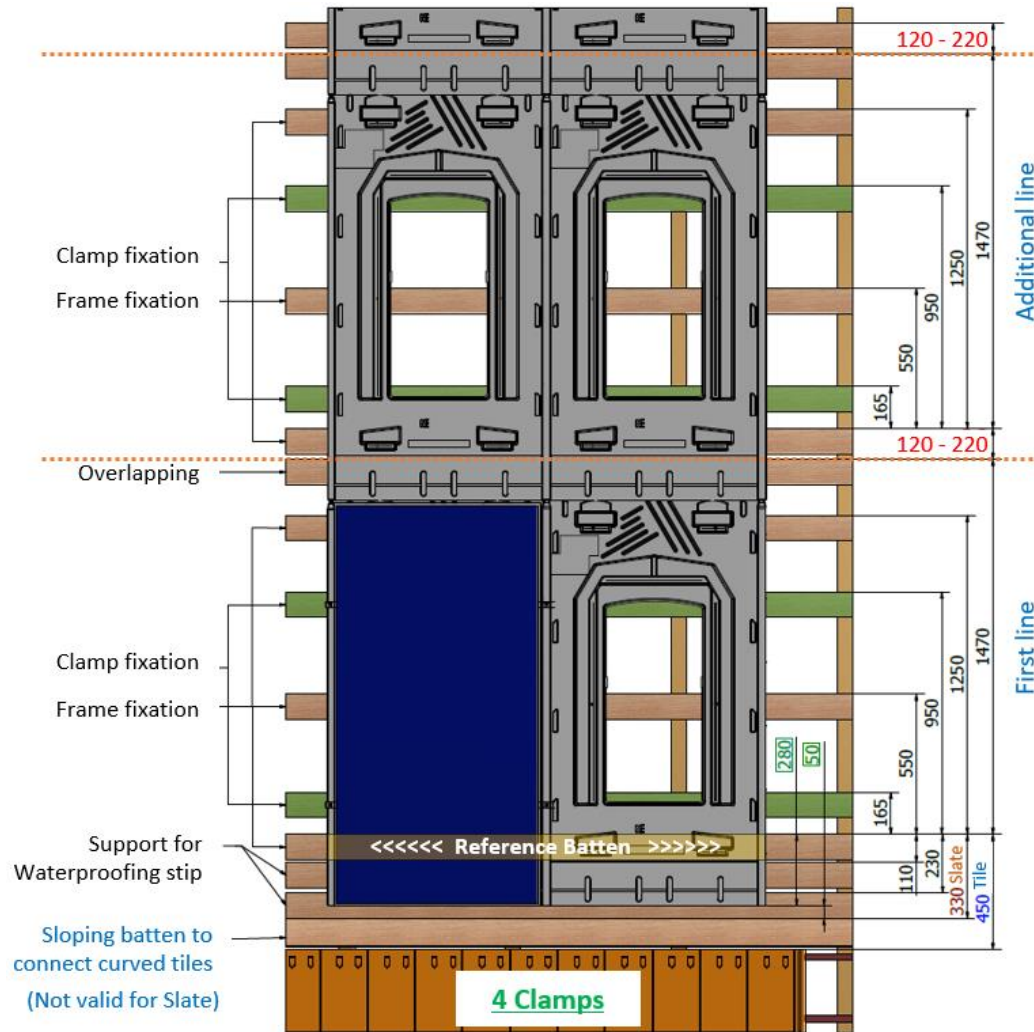 120 - 220
1470
1250
950
550
165
Additional line
Clamp fixation
Frame fixation
120 - 220
Overlapping
1470
1250
950
550
165
First line
Clamp fixation
Frame fixation
280
50
<<<<<< Reference Batten >>>>>>
Support for
Waterproofing stip
110
230
330 Slate
450 Tile
Sloping batten to
connect curved tiles
(Not valid for Slate)
4 Clamps